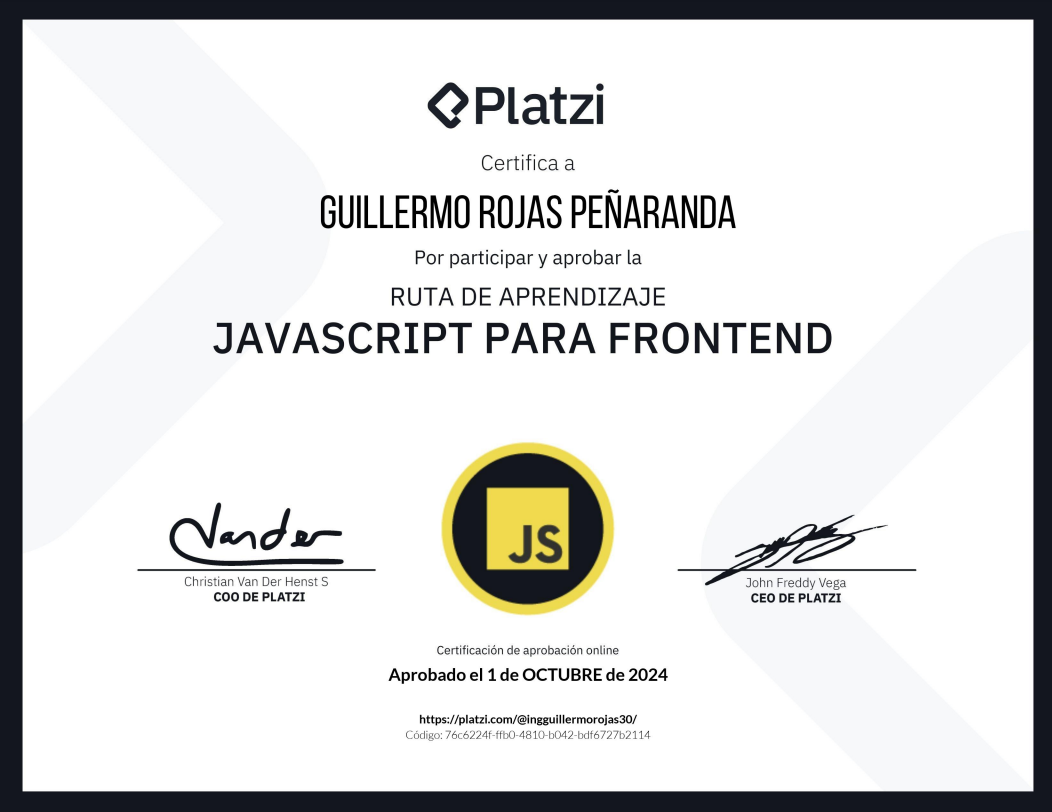 Platzi
Certifica a
GUILLERMO ROJAS PEÑARANDA
Por participar y aprobar la
RUTA DE APRENDIZAJE
JAVASCRIPT PARA FRONTEND
JS
Vander
Christian Van Der Henst S
COO DE PLATZI
John Freddy Vega
CEO DE PLATZI
Certificación de aprobación online
Aprobado el 1 de OCTUBRE de 2024
https://platzi.com/@ingguillermorojas30/
Código: 76c6224f-ffb0-4810-b042-bdf6727b2114